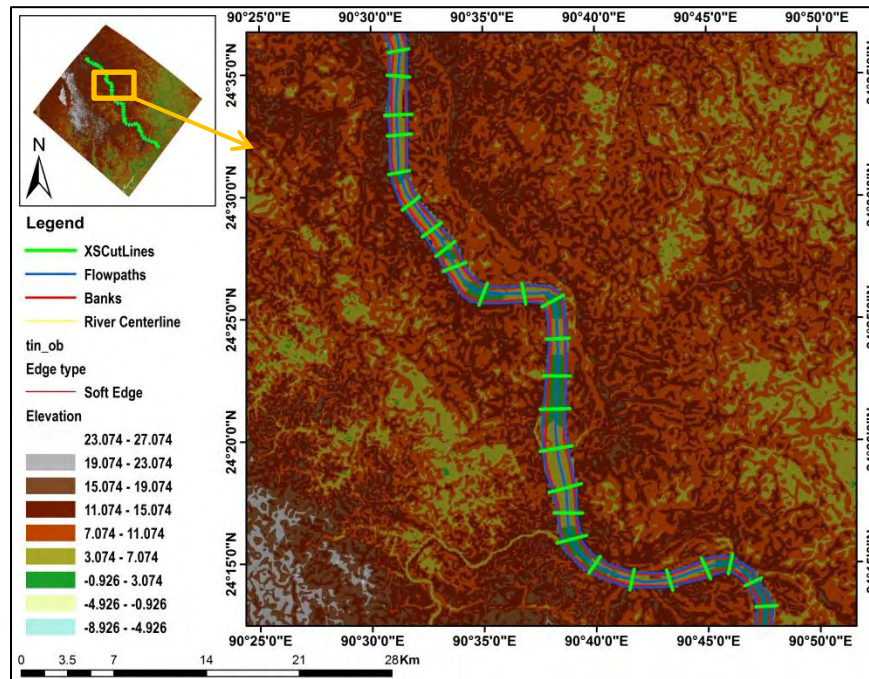 90°25'0"E 90°30'0"E 90°35'0"E 90°40'0"E 90°45'0"E 90°50'0"E
N
Legend
XSCutLines
Flowpaths
Banks
River Centerline
tin_ob
Edge type
Soft Edge
Elevation
23.074 - 27.074
19.074 - 23.074
15.074 - 19.074
11.074 - 15.074
7.074 - 11.074
3.074 - 7.074
-0.926 - 3.074
-4.926 - -0.926
-8.926 - -4.926
0 3.5 7 14 21 28 Km
24°35'0"N
24°30'0"N
24°25'0"N
24°20'0"N
24°15'0"N
90°25'0"E 90°30'0"E 90°35'0"E 90°40'0"E 90°45'0"E 90°50'0"E